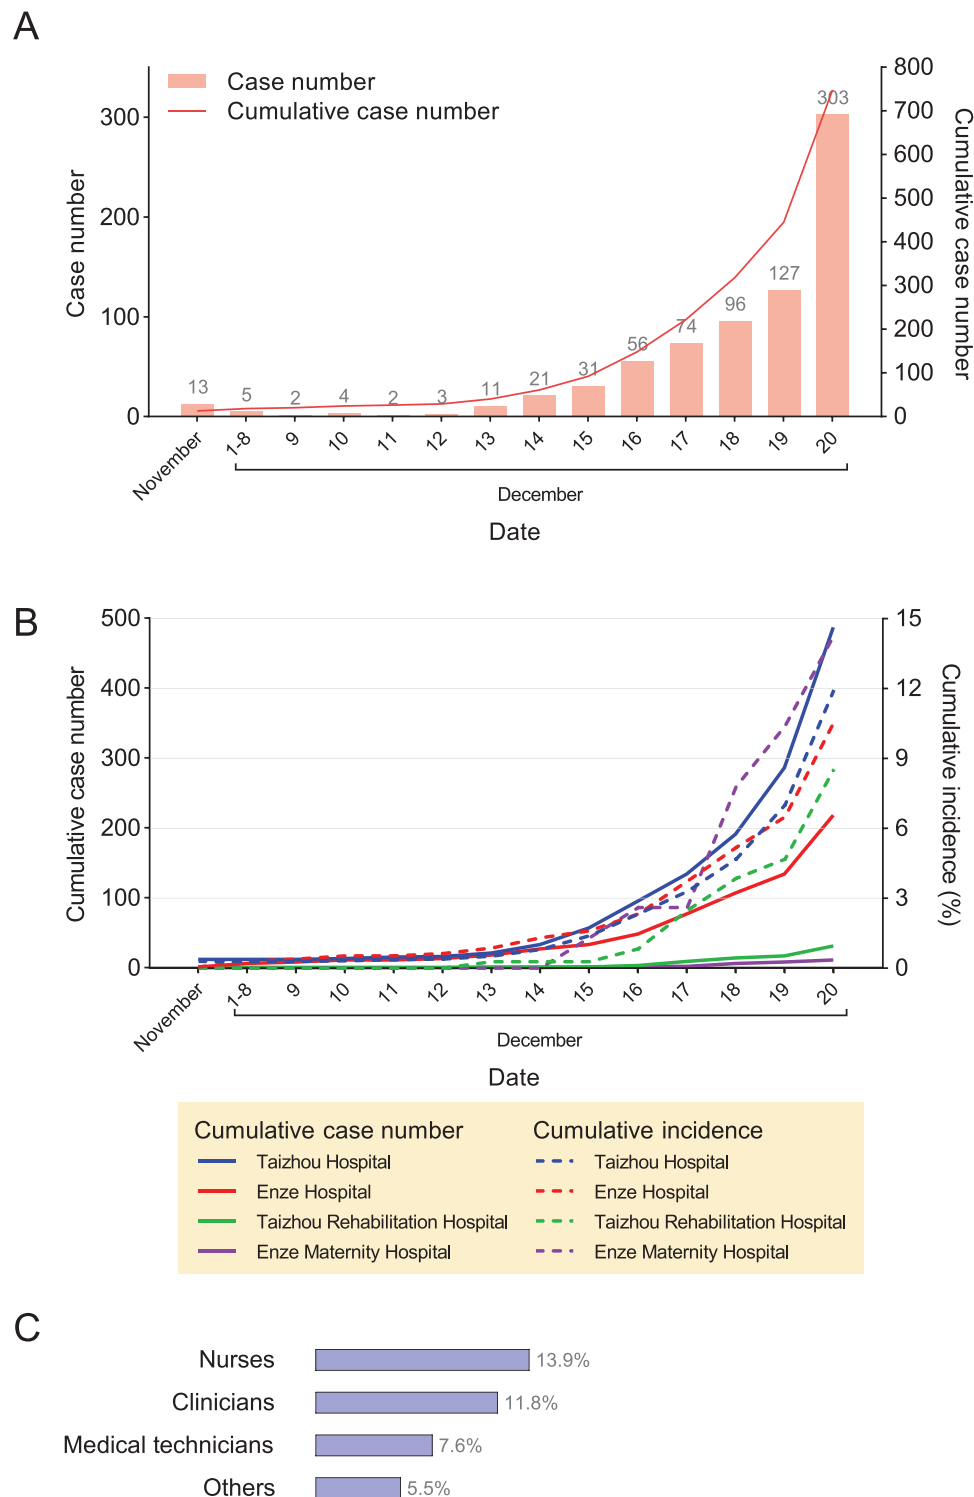 A
Case number
Cumulative case number
Case number
300
200
100
0
800
700
600
500
400
300
200
100
0
Cumulative case number
13
5
2
4
2
3
11
21
31
56
74
96
127
303
November
1-8
9
10
11
12
13
14
15
16
17
18
19
20
December
Date
B
Cumulative case number
500
400
300
200
100
0
15
12
9
6
3
0
Cumulative incidence (%)
November
1-8
9
10
11
12
13
14
15
16
17
18
19
20
December
Date
Cumulative case number
Taizhou Hospital
Enze Hospital
Taizhou Rehabilitation Hospital
Enze Maternity Hospital
Cumulative incidence
Taizhou Hospital
Enze Hospital
Taizhou Rehabilitation Hospital
Enze Maternity Hospital
C
Nurses 13.9%
Clinicians 11.8%
Medical technicians 7.6%
Others 5.5%